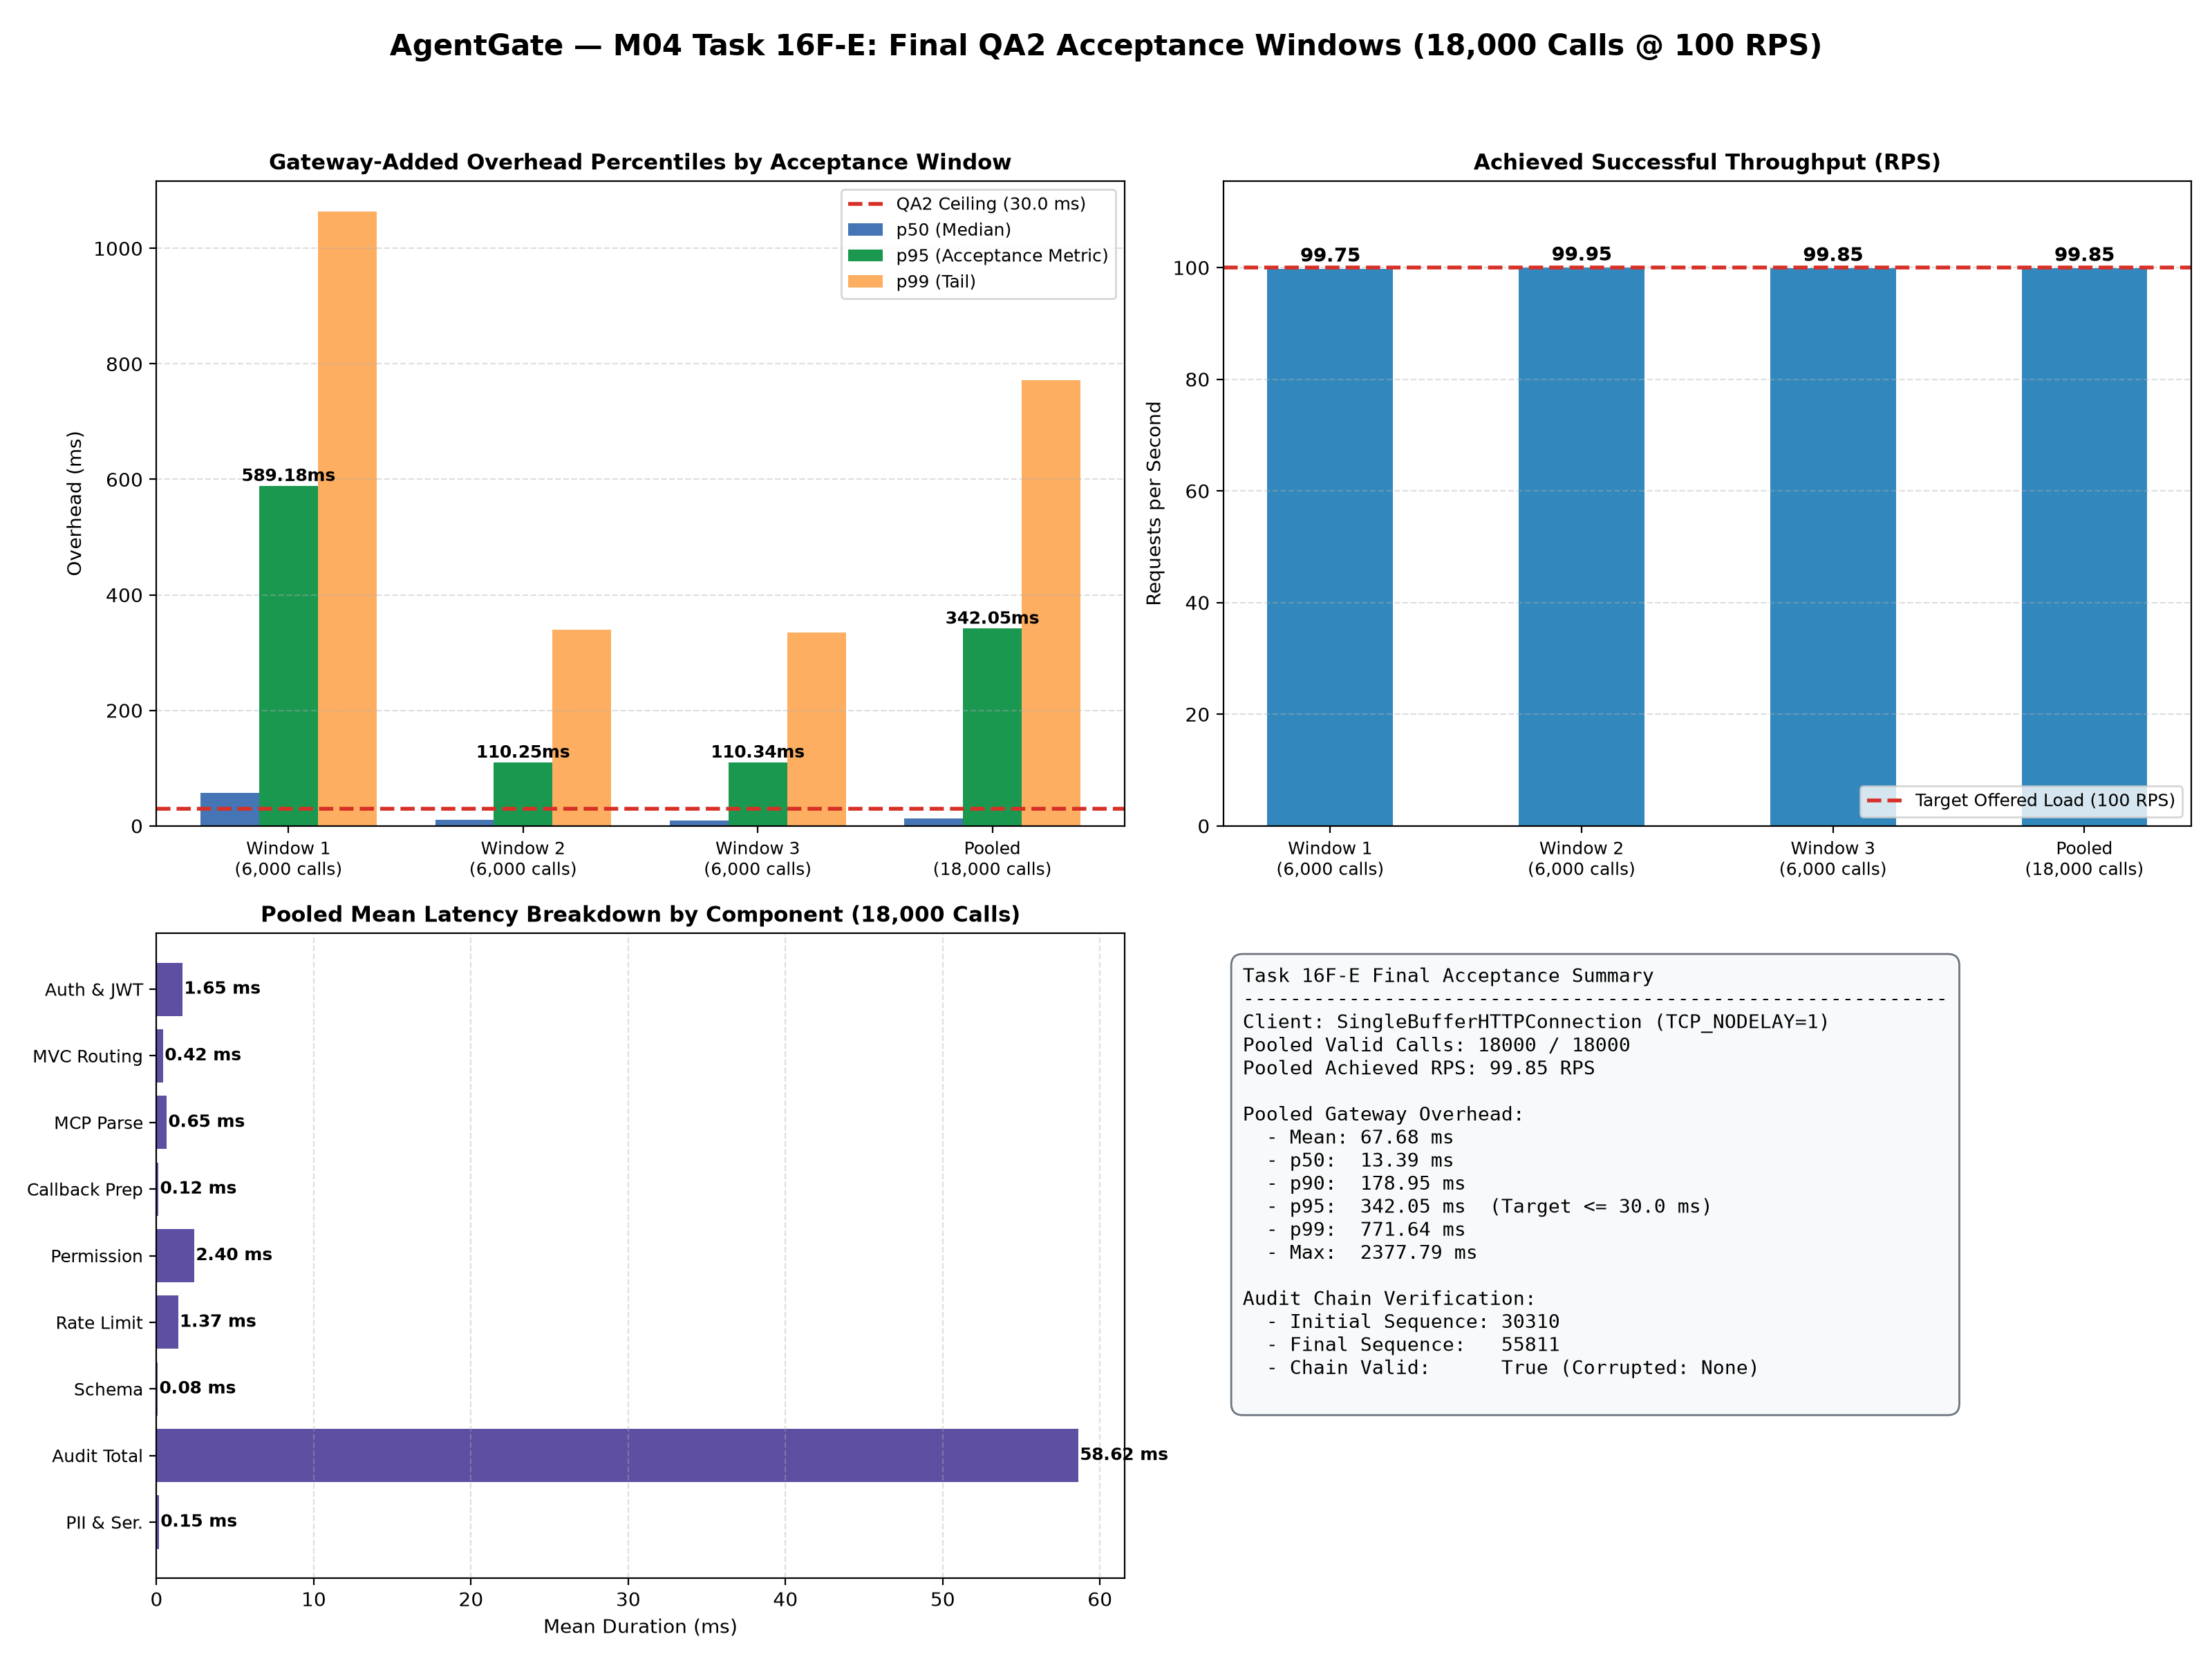 AgentGate — M04 Task 16F-E: Final QA2 Acceptance Windows (18,000 Calls @ 100 RPS)
Gateway-Added Overhead Percentiles by Acceptance Window
QA2 Ceiling (30.0 ms)
p50 (Median)
p95 (Acceptance Metric)
p99 (Tail)
Overhead (ms)
1000
800
600
400
200
0
589.18ms
110.25ms
110.34ms
342.05ms
Window 1
(6,000 calls)
Window 2
(6,000 calls)
Window 3
(6,000 calls)
Pooled
(18,000 calls)
Achieved Successful Throughput (RPS)
Requests per Second
100
80
60
40
20
0
99.75
99.95
99.85
99.85
Target Offered Load (100 RPS)
Window 1
(6,000 calls)
Window 2
(6,000 calls)
Window 3
(6,000 calls)
Pooled
(18,000 calls)
Pooled Mean Latency Breakdown by Component (18,000 Calls)
Auth & JWT 1.65 ms
MVC Routing 0.42 ms
MCP Parse 0.65 ms
Callback Prep 0.12 ms
Permission 2.40 ms
Rate Limit 1.37 ms
Schema 0.08 ms
Audit Total 58.62 ms
PII & Ser. 0.15 ms
0 10 20 30 40 50 60
Mean Duration (ms)
Task 16F-E Final Acceptance Summary
------------------------------------------------------------
Client: SingleBufferHTTPConnection (TCP_NODELAY=1)
Pooled Valid Calls: 18000 / 18000
Pooled Achieved RPS: 99.85 RPS
Pooled Gateway Overhead:
- Mean: 67.68 ms
- p50: 13.39 ms
- p90: 178.95 ms
- p95: 342.05 ms (Target <= 30.0 ms)
- p99: 771.64 ms
- Max: 2377.79 ms
Audit Chain Verification:
- Initial Sequence: 30310
- Final Sequence: 55811
- Chain Valid: True (Corrupted: None)